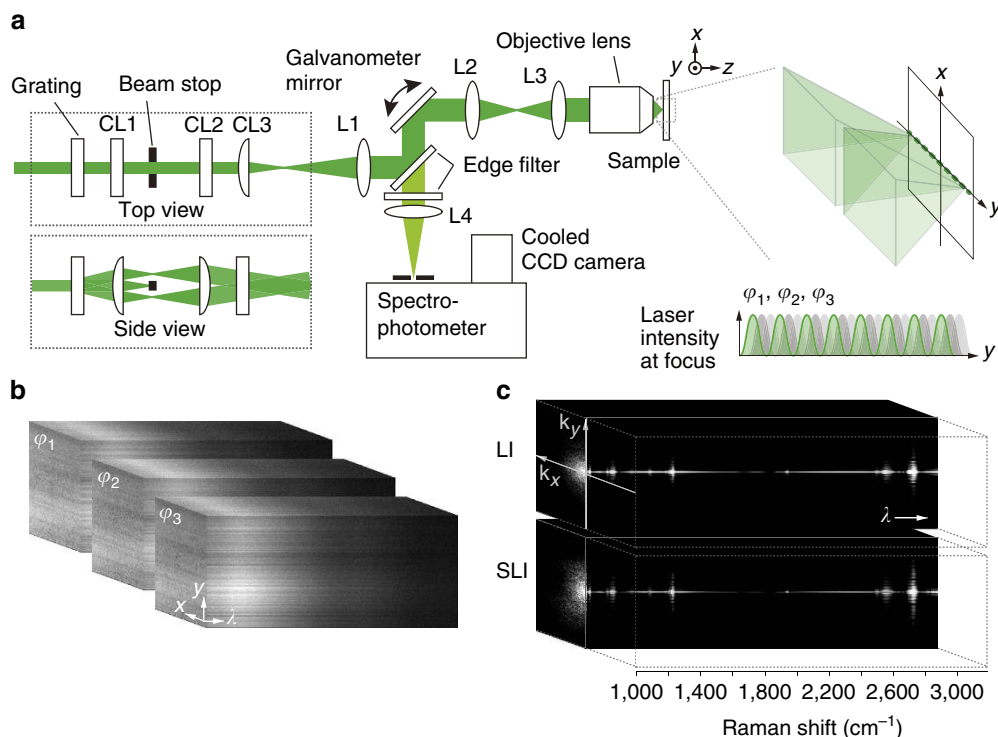 a
Grating
CL1
Beam stop
CL2
CL3
Galvanometer
mirror
L1
L2
L3
Objective lens
x
y
z
Sample
Edge filter
L4
Top view
Side view
Cooled
CCD camera
Spectro-
photometer
x
y
φ1, φ2, φ3
Laser
intensity
at focus
y
b
φ1
φ2
φ3
y
x
λ
c
LI
ky
kx
λ
SLI
1,000
1,400
1,800
2,200
2,600
3,000
Raman shift (cm⁻¹)